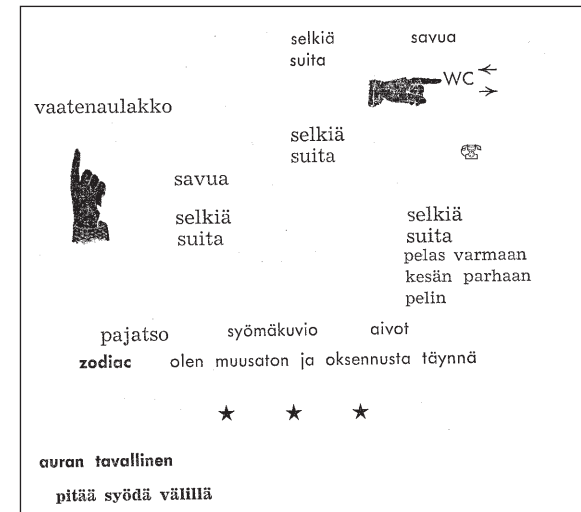 selkiä savua
suita
WC
vaatenaulakko
selkiä
suita
savua
selkiä selkiä
suita suita
pelas varmaan
kesän parhaan
pelin
pajatso syömäkuvio aivot
zodiac olen muusaton ja oksennusta täynnä
auran tavallinen
pitää syödä välillä